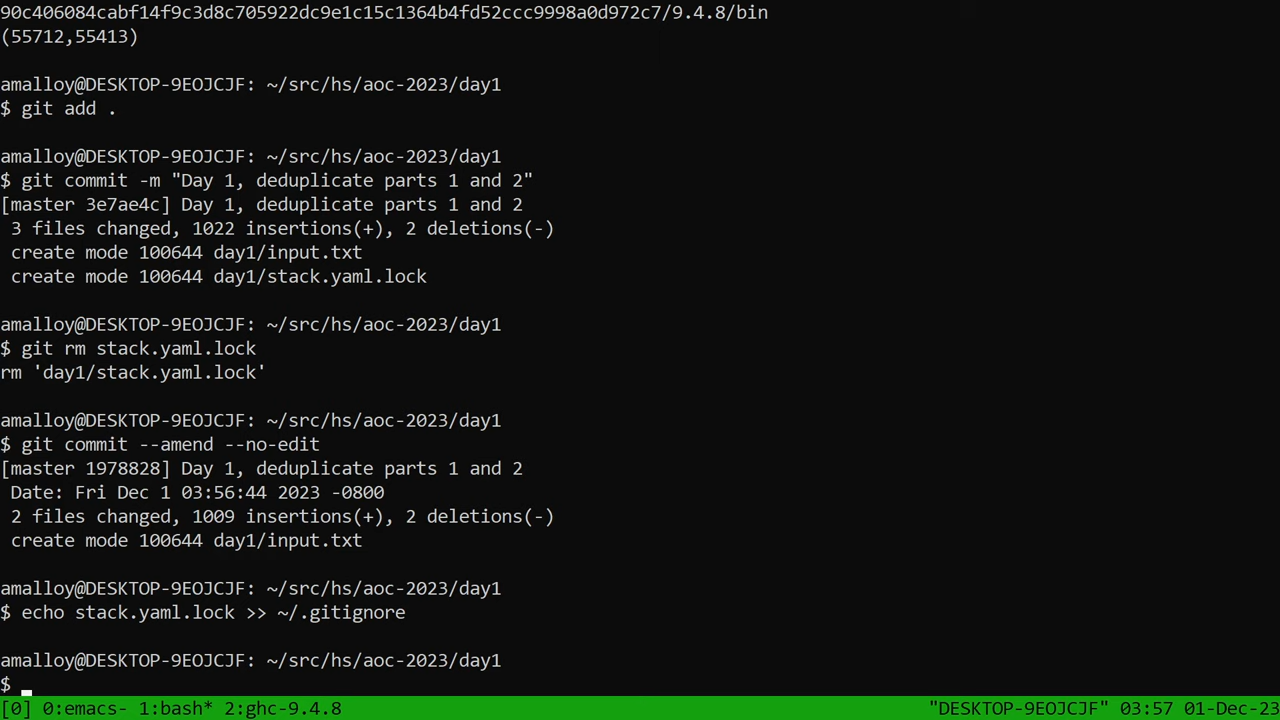 90c406084cabf14f9c3d8c705922dc9e1c15c1364b4fd52ccc9998a0d972c7/9.4.8/bin
(55712,55413)
amalloy@DESKTOP-9EOJCJF: ~/src/hs/aoc-2023/day1
$ git add .
amalloy@DESKTOP-9EOJCJF: ~/src/hs/aoc-2023/day1
$ git commit -m "Day 1, deduplicate parts 1 and 2"
[master 3e7ae4c] Day 1, deduplicate parts 1 and 2
3 files changed, 1022 insertions(+), 2 deletions(-)
create mode 100644 day1/input.txt
create mode 100644 day1/stack.yaml.lock
amalloy@DESKTOP-9EOJCJF: ~/src/hs/aoc-2023/day1
$ git rm stack.yaml.lock
rm 'day1/stack.yaml.lock'
amalloy@DESKTOP-9EOJCJF: ~/src/hs/aoc-2023/day1
$ git commit --amend --no-edit
[master 1978828] Day 1, deduplicate parts 1 and 2
Date: Fri Dec 1 03:56:44 2023 -0800
2 files changed, 1009 insertions(+), 2 deletions(-)
create mode 100644 day1/input.txt
amalloy@DESKTOP-9EOJCJF: ~/src/hs/aoc-2023/day1
$ echo stack.yaml.lock >> ~/.gitignore
amalloy@DESKTOP-9EOJCJF: ~/src/hs/aoc-2023/day1
$
[0] 0:emacs- 1:bash* 2:ghc-9.4.8 "DESKTOP-9EOJCJF" 03:57 01-Dec-23